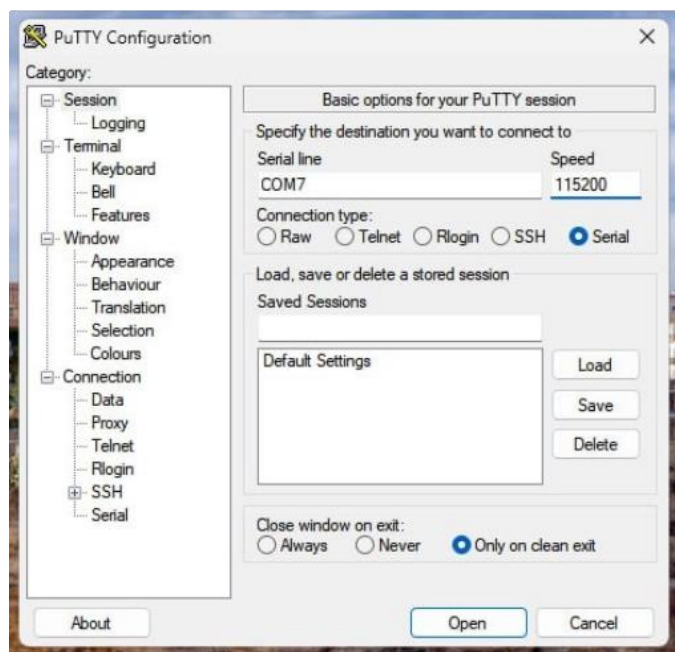 PuTTY Configuration
Category:
Session
Logging
Terminal
Keyboard
Bell
Features
Window
Appearance
Behaviour
Translation
Selection
Colours
Connection
Data
Proxy
Telnet
Rlogin
SSH
Serial
Basic options for your PuTTY session
Specify the destination you want to connect to
Serial line Speed
COM7 115200
Connection type:
Raw Telnet Rlogin SSH Serial
Load, save or delete a stored session
Saved Sessions
Default Settings
Load
Save
Delete
Close window on exit:
Always Never Only on clean exit
About Open Cancel